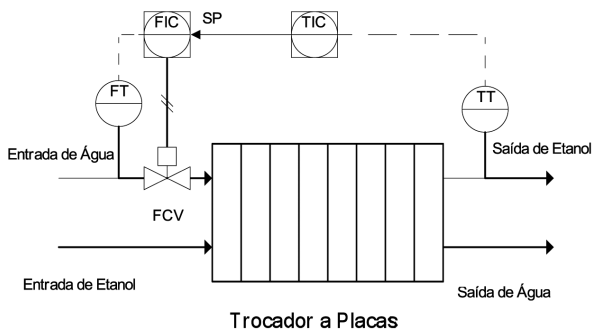 FIC
SP
TIC
FT
TT
Entrada de Água
Saída de Etanol
FCV
Entrada de Etanol
Saída de Água
Trocador a Placas